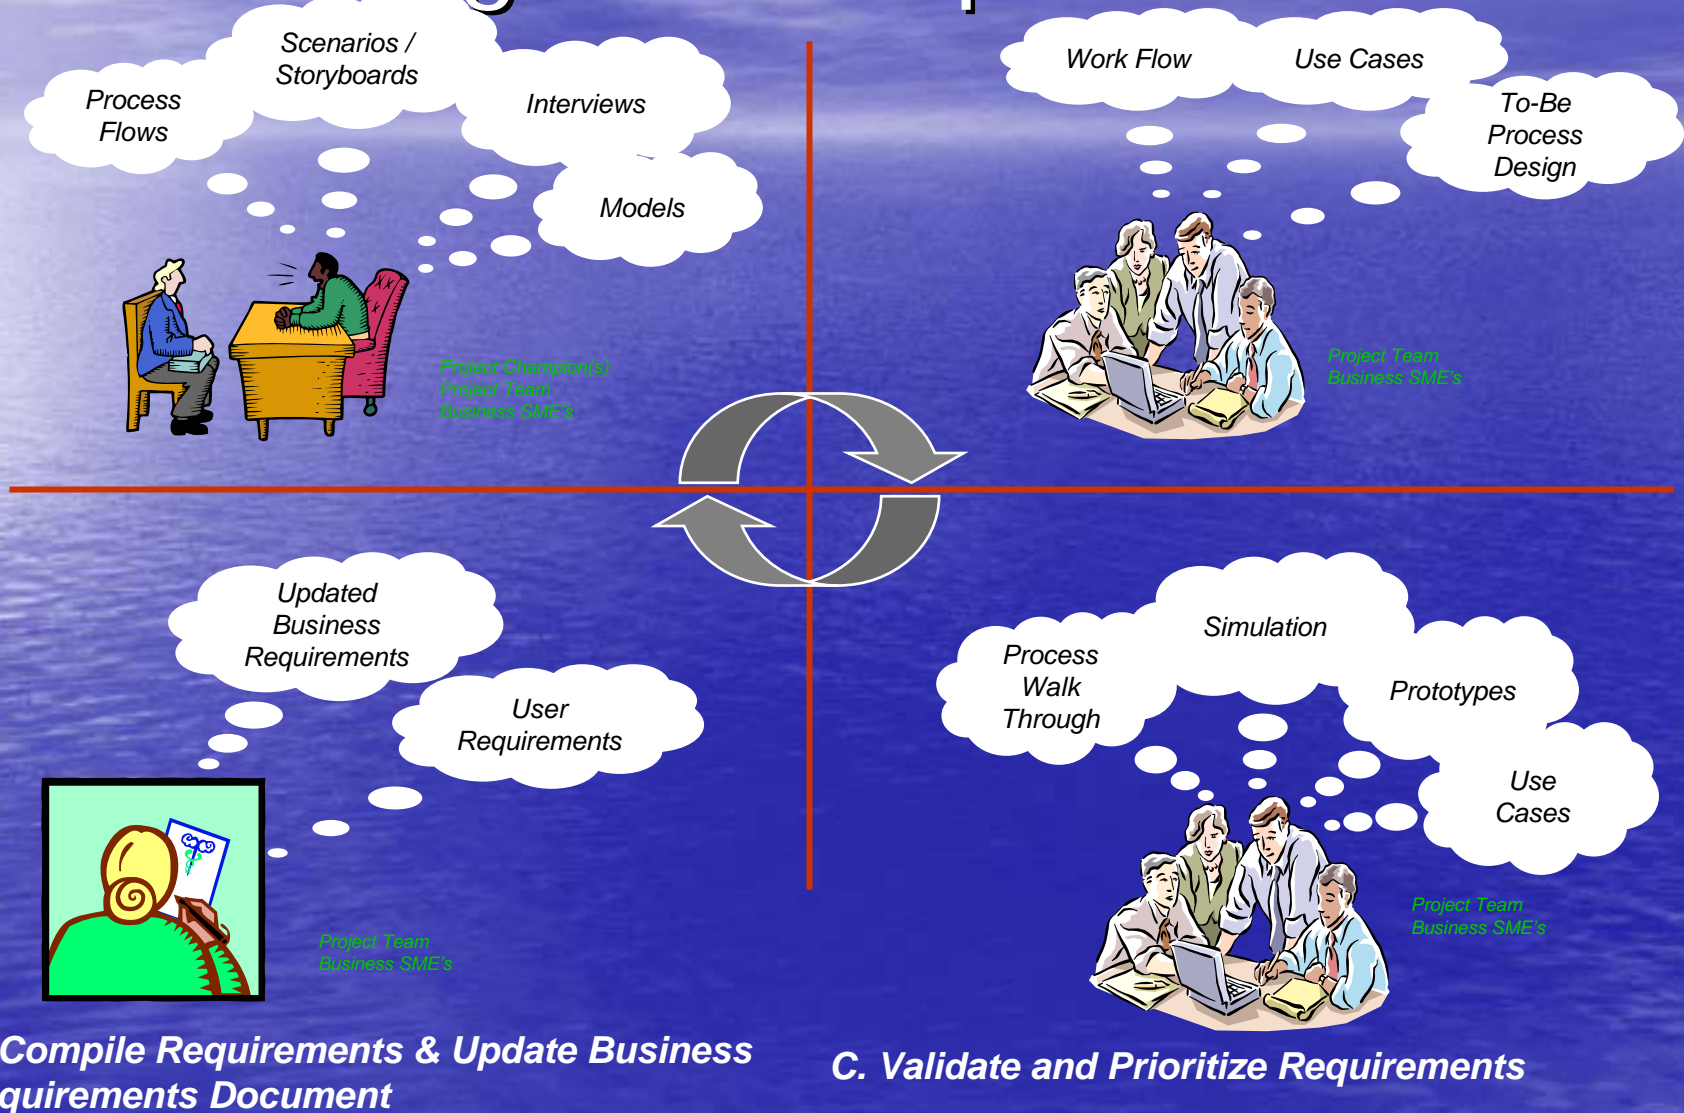 Scenarios /
Storyboards
Process
Flows
Interviews
Models
Project Champion(s)
Project Team
Business SME's
Work Flow
Use Cases
To-Be
Process
Design
Project Team
Business SME's
Updated
Business
Requirements
User
Requirements
Project Team
Business SME's
Compile Requirements & Update Business
quirements Document
Process
Walk
Through
Simulation
Prototypes
Use
Cases
Project Team
Business SME's
C. Validate and Prioritize Requirements